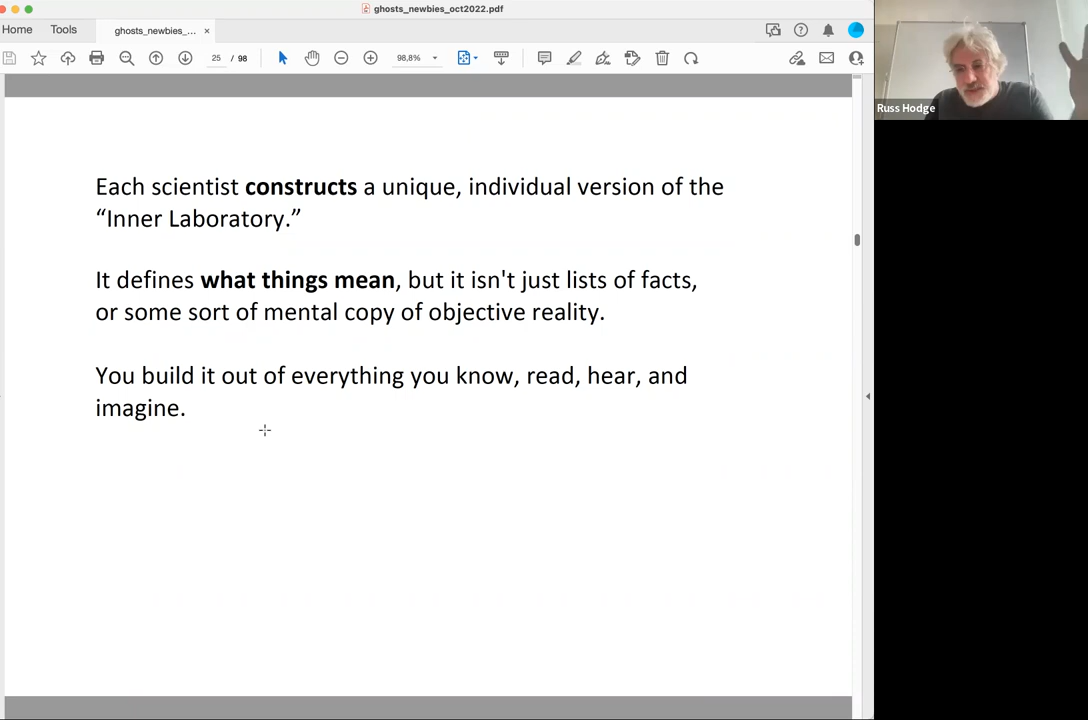 ghosts_newbies_oct2022.pdf
Home
Tools
ghosts_newbies_...
×
25 / 98
98,8%
Russ Hodge
Each scientist constructs a unique, individual version of the
“Inner Laboratory.”
It defines what things mean, but it isn't just lists of facts,
or some sort of mental copy of objective reality.
You build it out of everything you know, read, hear, and
imagine.